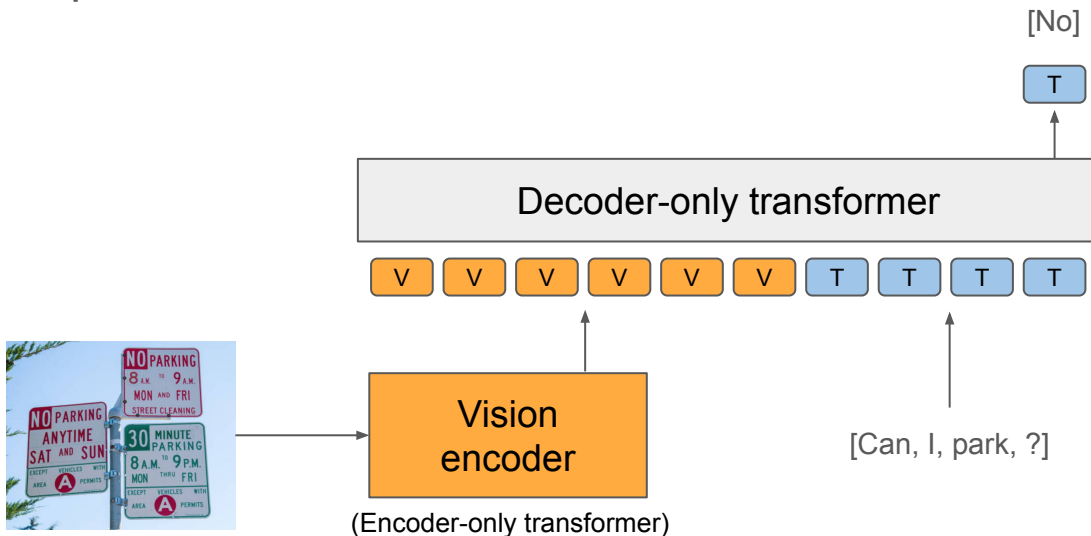 [No]
T
Decoder-only transformer
V V V V V V T T T T
NO PARKING
8 A.M. TO 9 A.M.
MON AND FRI
STREET CLEANING
NO PARKING
ANYTIME
SAT AND SUN
EXCEPT VEHICLES WITH
AREA A PERMITS
30 MINUTE
PARKING
8 A.M. TO 9 P.M.
MON THRU FRI
EXCEPT VEHICLES WITH
AREA A PERMITS
Vision
encoder
(Encoder-only transformer)
[Can, I, park, ?]